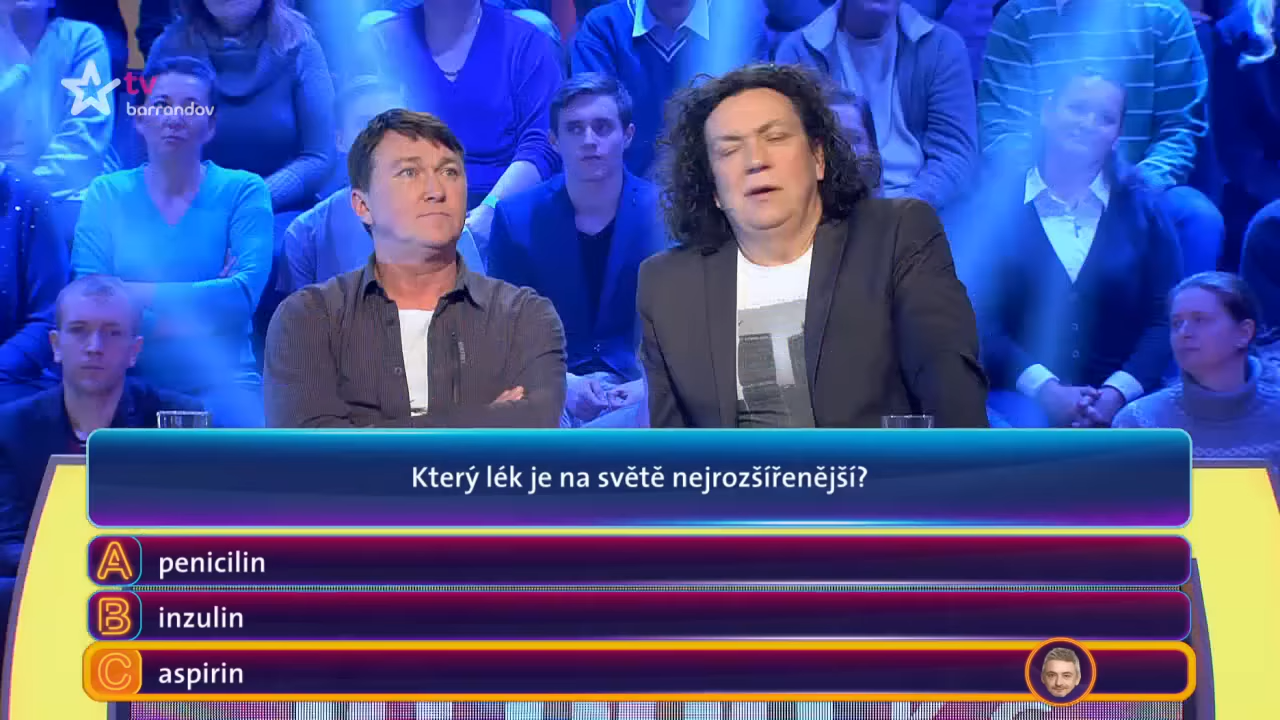 tv
barrandov
Který lék je na světě nejrozšířenější?
A penicilin
B inzulin
C aspirin